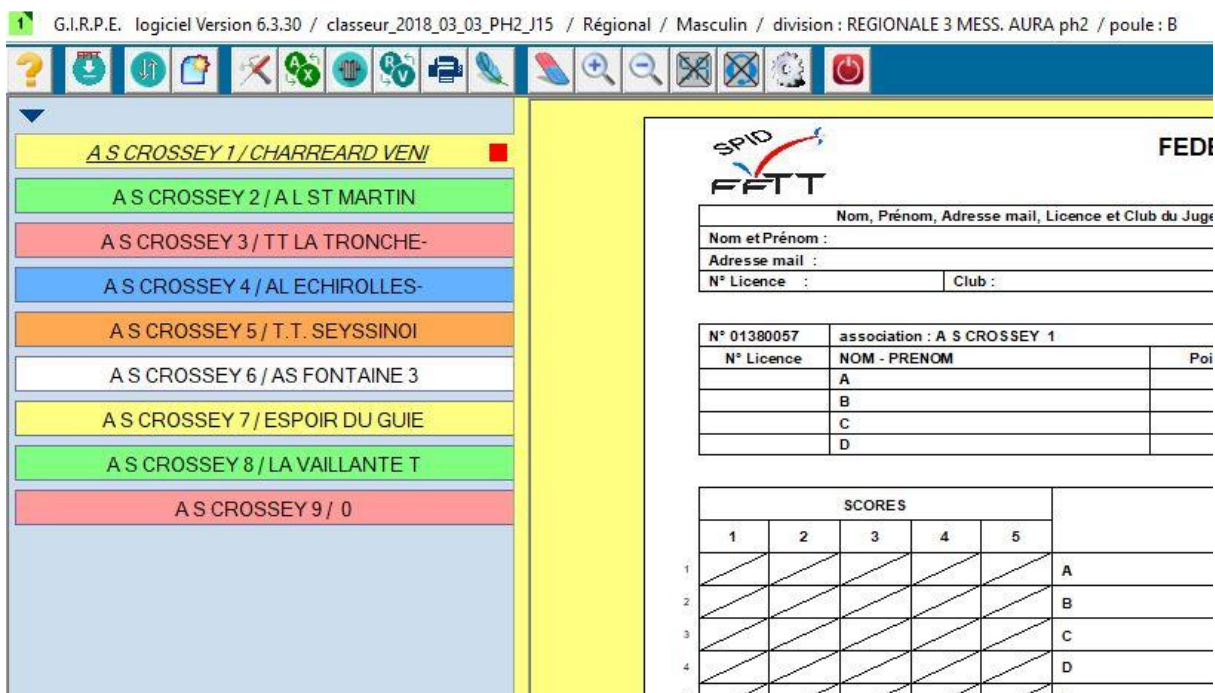 1 G.I.R.P.E. logiciel Version 6.3.30 / classeur_2018_03_03_PH2_J15 / Régional / Masculin / division : REGIONALE 3 MESS. AURA ph2 / poule : B
A S CROSSEY 1 / CHARREARD VENI
A S CROSSEY 2 / A L ST MARTIN
A S CROSSEY 3 / TT LA TRONCHE-
A S CROSSEY 4 / AL ECHIROLLES-
A S CROSSEY 5 / T.T. SEYSSINOI
A S CROSSEY 6 / AS FONTAINE 3
A S CROSSEY 7 / ESPOIR DU GUIE
A S CROSSEY 8 / LA VAILLANTE T
A S CROSSEY 9 / 0
SPID
FFTT
FEDE
Nom, Prénom, Adresse mail, Licence et Club du Juge
Nom et Prénom :
Adresse mail :
N° Licence : Club :
N° 01380057 association : A S CROSSEY 1
N° Licence NOM - PRENOM Poi
A
B
C
D
SCORES
1 2 3 4 5
1 A
2 B
3 C
4 D